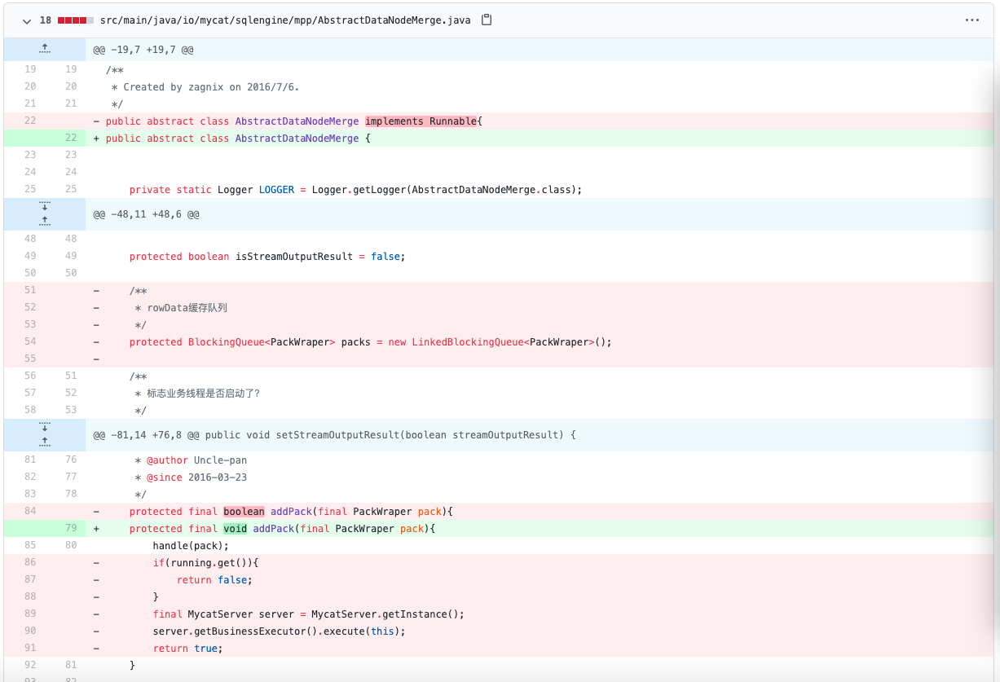 18 src/main/java/io/mycat/sqlengine/mpp/AbstractDataNodeMerge.java
@@ -19,7 +19,7 @@
19 19 /**
20 20 * Created by zagnix on 2016/7/6.
21 21 */
22 - public abstract class AbstractDataNodeMerge implements Runnable{
22 + public abstract class AbstractDataNodeMerge {
23 23
24 24
25 25 private static Logger LOGGER = Logger.getLogger(AbstractDataNodeMerge.class);
@@ -48,11 +48,6 @@
48 48
49 49 protected boolean isStreamOutputResult = false;
50 50
51 - /**
52 - * rowData缓存队列
53 - */
54 - protected BlockingQueue<PackWraper> packs = new LinkedBlockingQueue<PackWraper>();
55 -
56 51 /**
57 52 * 标志业务线程是否启动了?
58 53 */
@@ -81,14 +76,8 @@ public void setStreamOutputResult(boolean streamOutputResult) {
81 76 * @author Uncle-pan
82 77 * @since 2016-03-23
83 78 */
84 - protected final boolean addPack(final PackWraper pack){
79 + protected final void addPack(final PackWraper pack){
85 80 handle(pack);
86 - if(running.get()){
87 - return false;
88 - }
89 - final MycatServer server = MycatServer.getInstance();
90 - server.getBusinessExecutor().execute(this);
91 - return true;
92 81 }
93 82